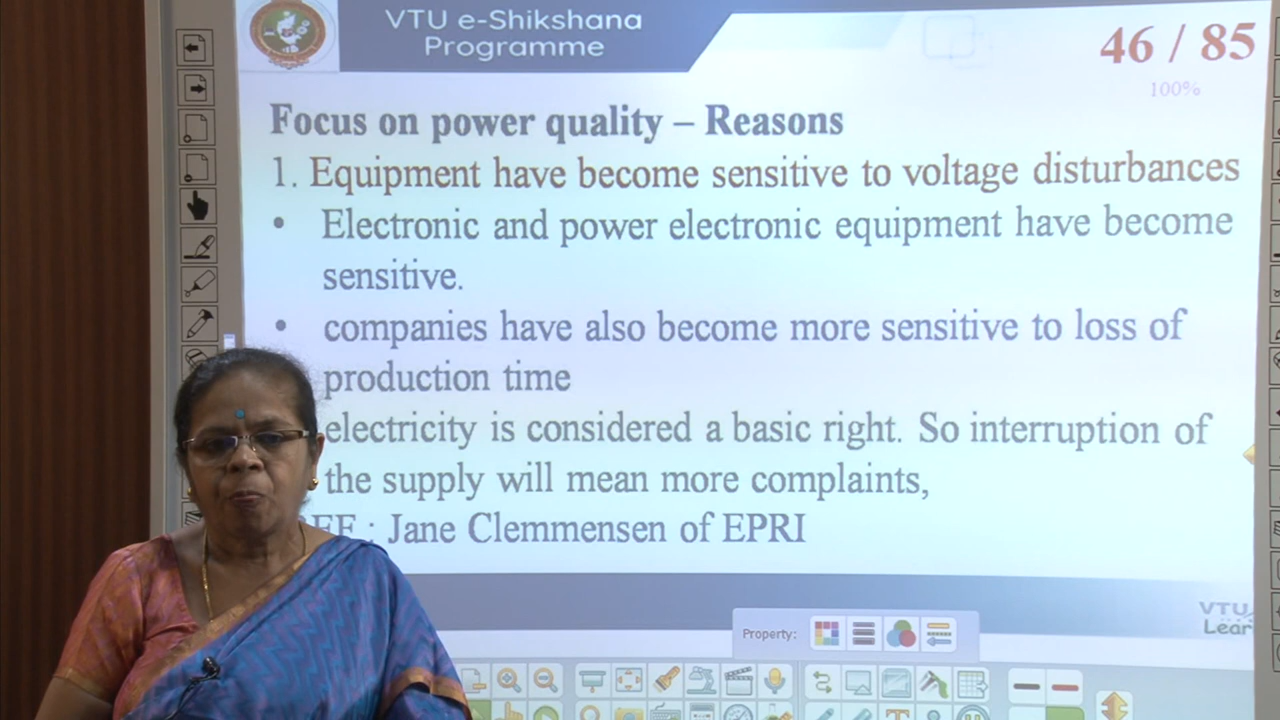 VTU e-Shikshana
Programme
46 / 85
100%
Focus on power quality – Reasons
1. Equipment have become sensitive to voltage disturbances
• Electronic and power electronic equipment have become
sensitive.
• companies have also become more sensitive to loss of
production time
electricity is considered a basic right. So interruption of
the supply will mean more complaints,
EF : Jane Clemmensen of EPRI
VTU
Lear
Property: